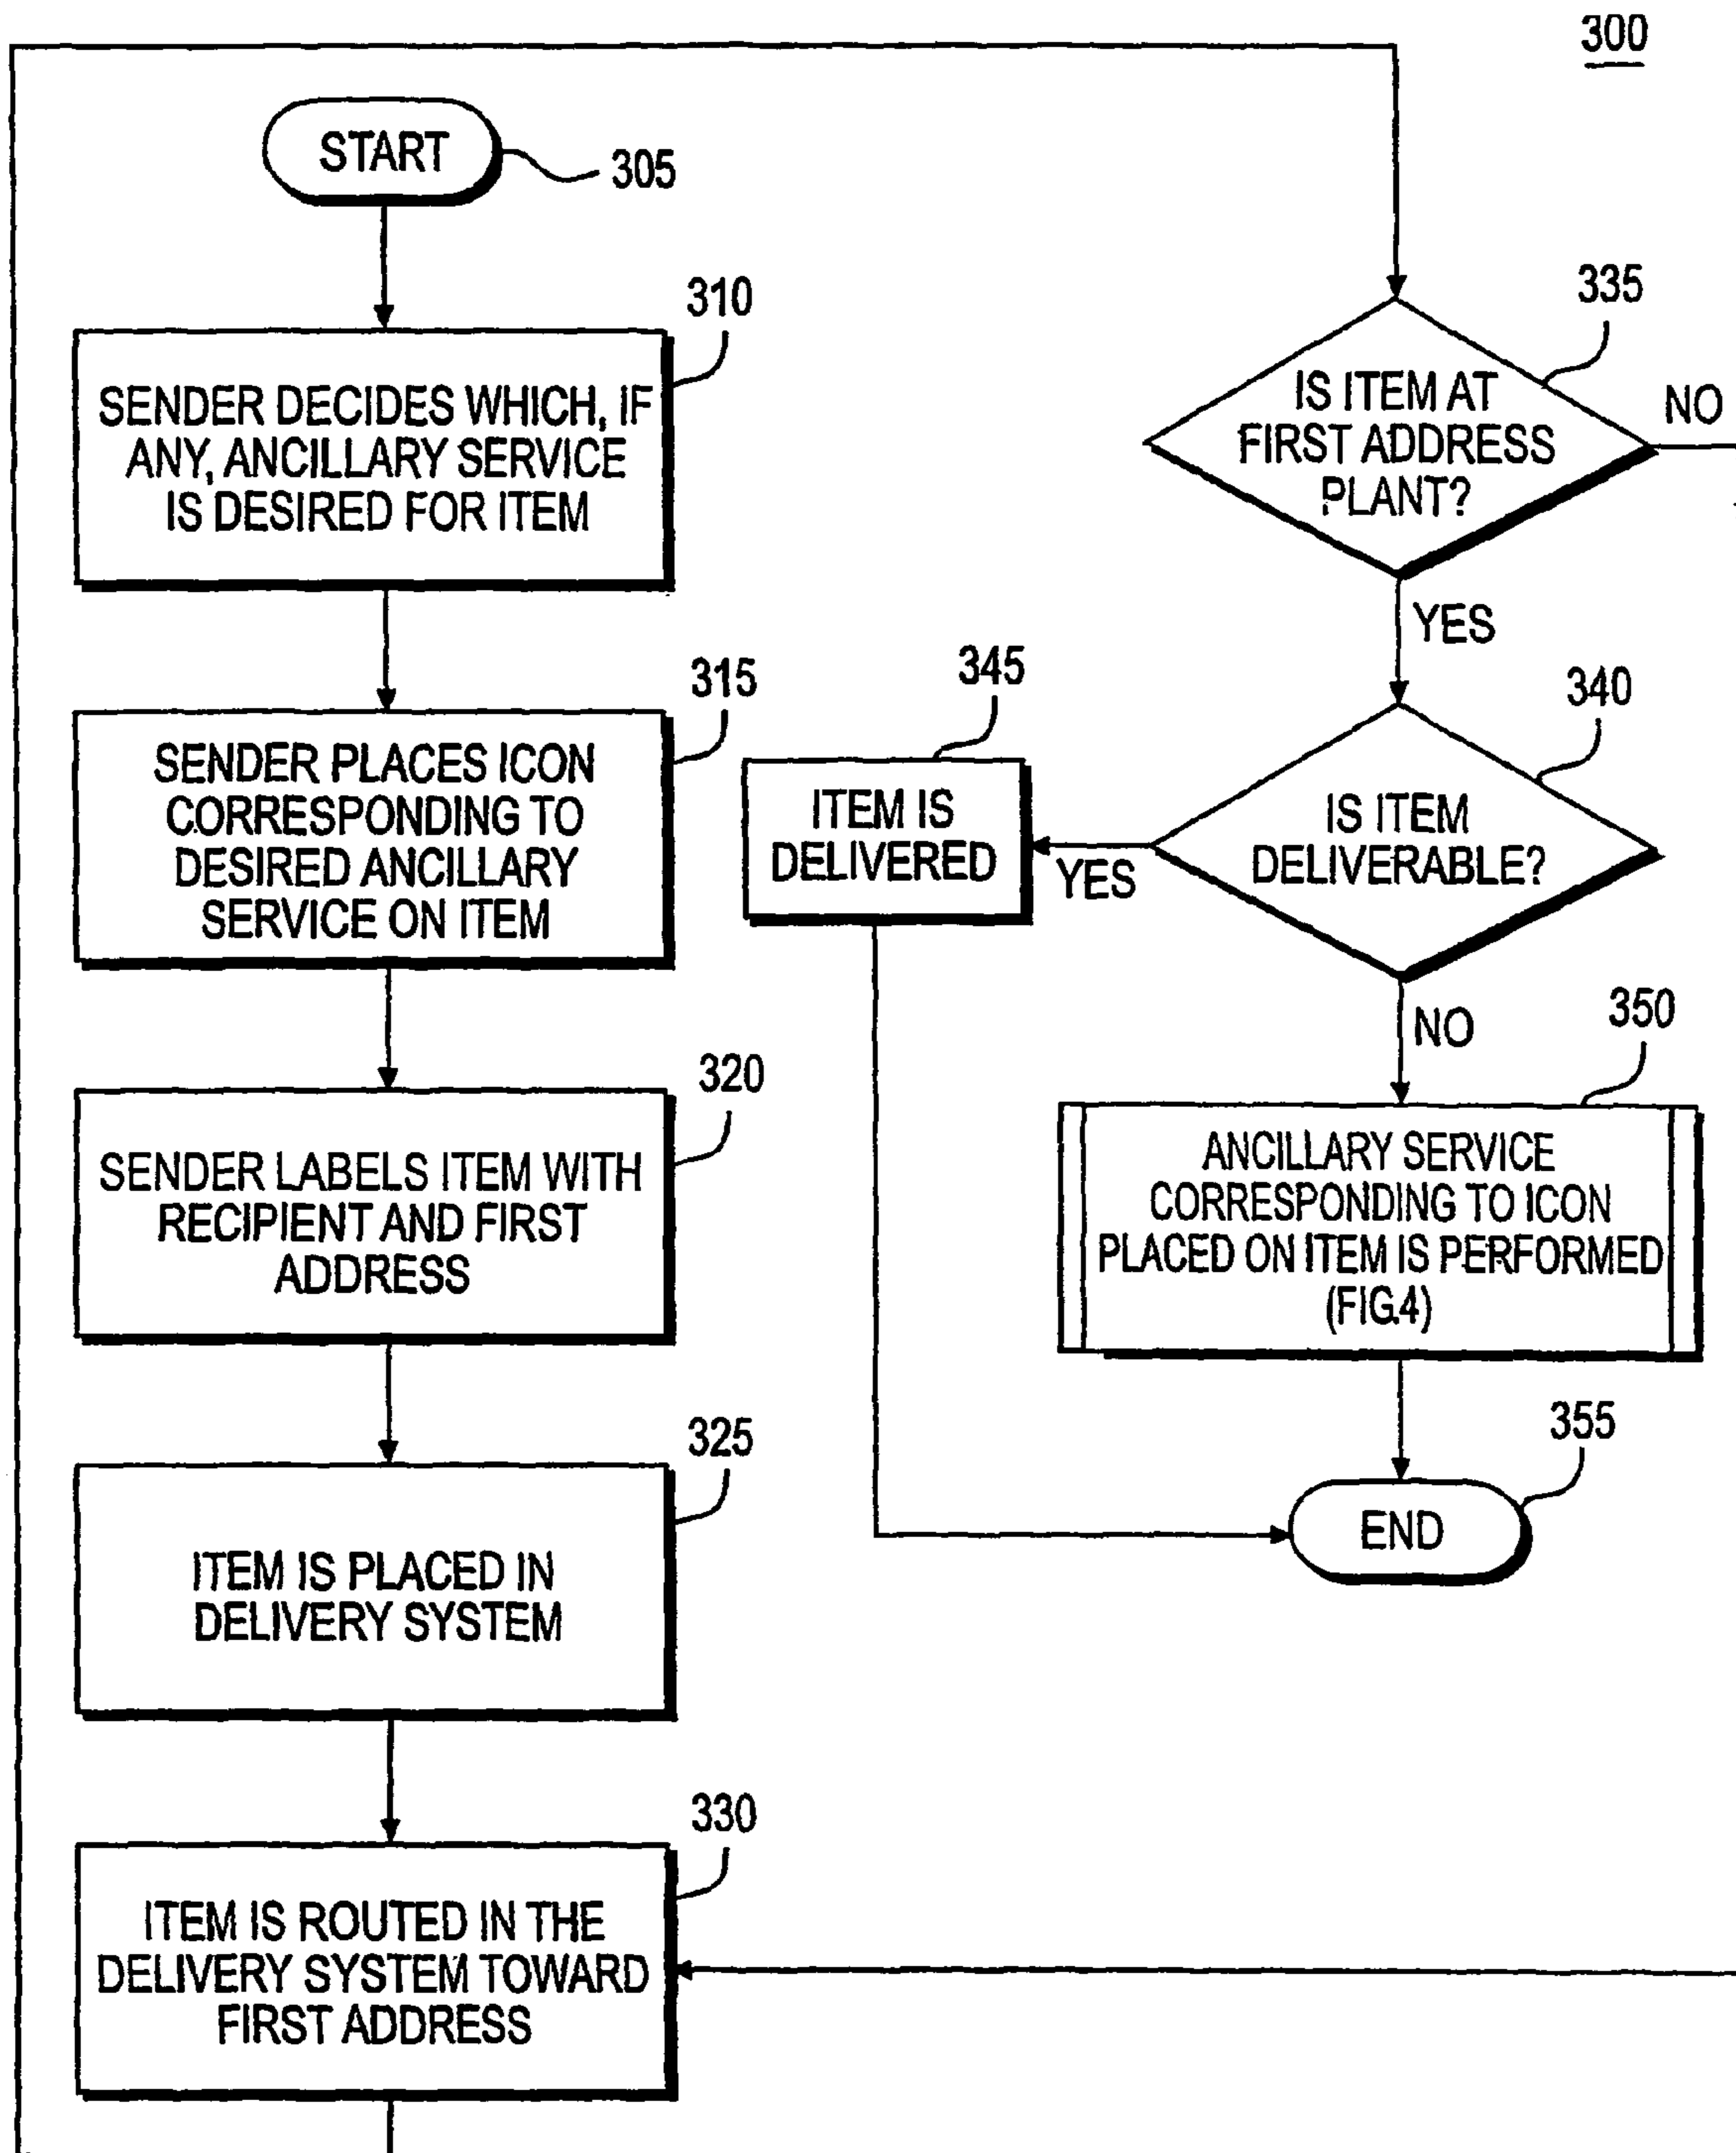 300
START
305
310
SENDER DECIDES WHICH, IF
ANY, ANCILLARY SERVICE
IS DESIRED FOR ITEM
315
SENDER PLACES ICON
CORRESPONDING TO
DESIRED ANCILLARY
SERVICE ON ITEM
320
SENDER LABELS ITEM WITH
RECIPIENT AND FIRST
ADDRESS
325
ITEM IS PLACED IN
DELIVERY SYSTEM
330
ITEM IS ROUTED IN THE
DELIVERY SYSTEM TOWARD
FIRST ADDRESS
335
IS ITEM AT
FIRST ADDRESS
PLANT?
NO
YES
340
IS ITEM
DELIVERABLE?
YES
345
ITEM IS
DELIVERED
NO
350
ANCILLARY SERVICE
CORRESPONDING TO ICON
PLACED ON ITEM IS PERFORMED
(FIG.4)
355
END